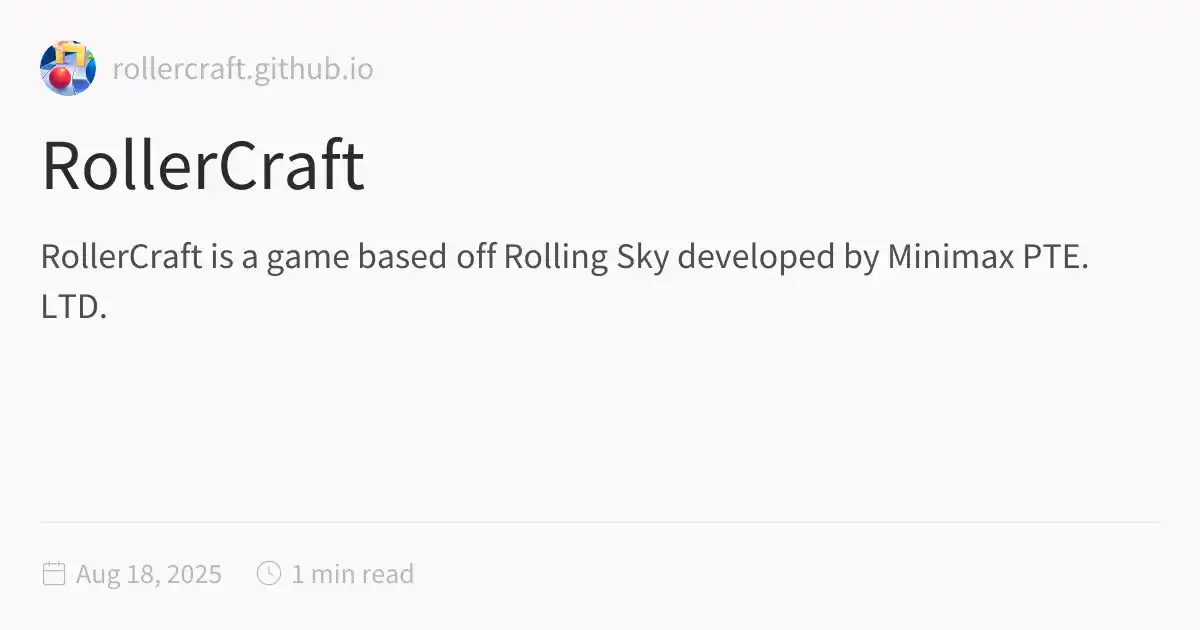 rollercraft.github.io
RollerCraft
RollerCraft is a game based off Rolling Sky developed by Minimax PTE.
LTD.
Aug 18, 2025 1 min read